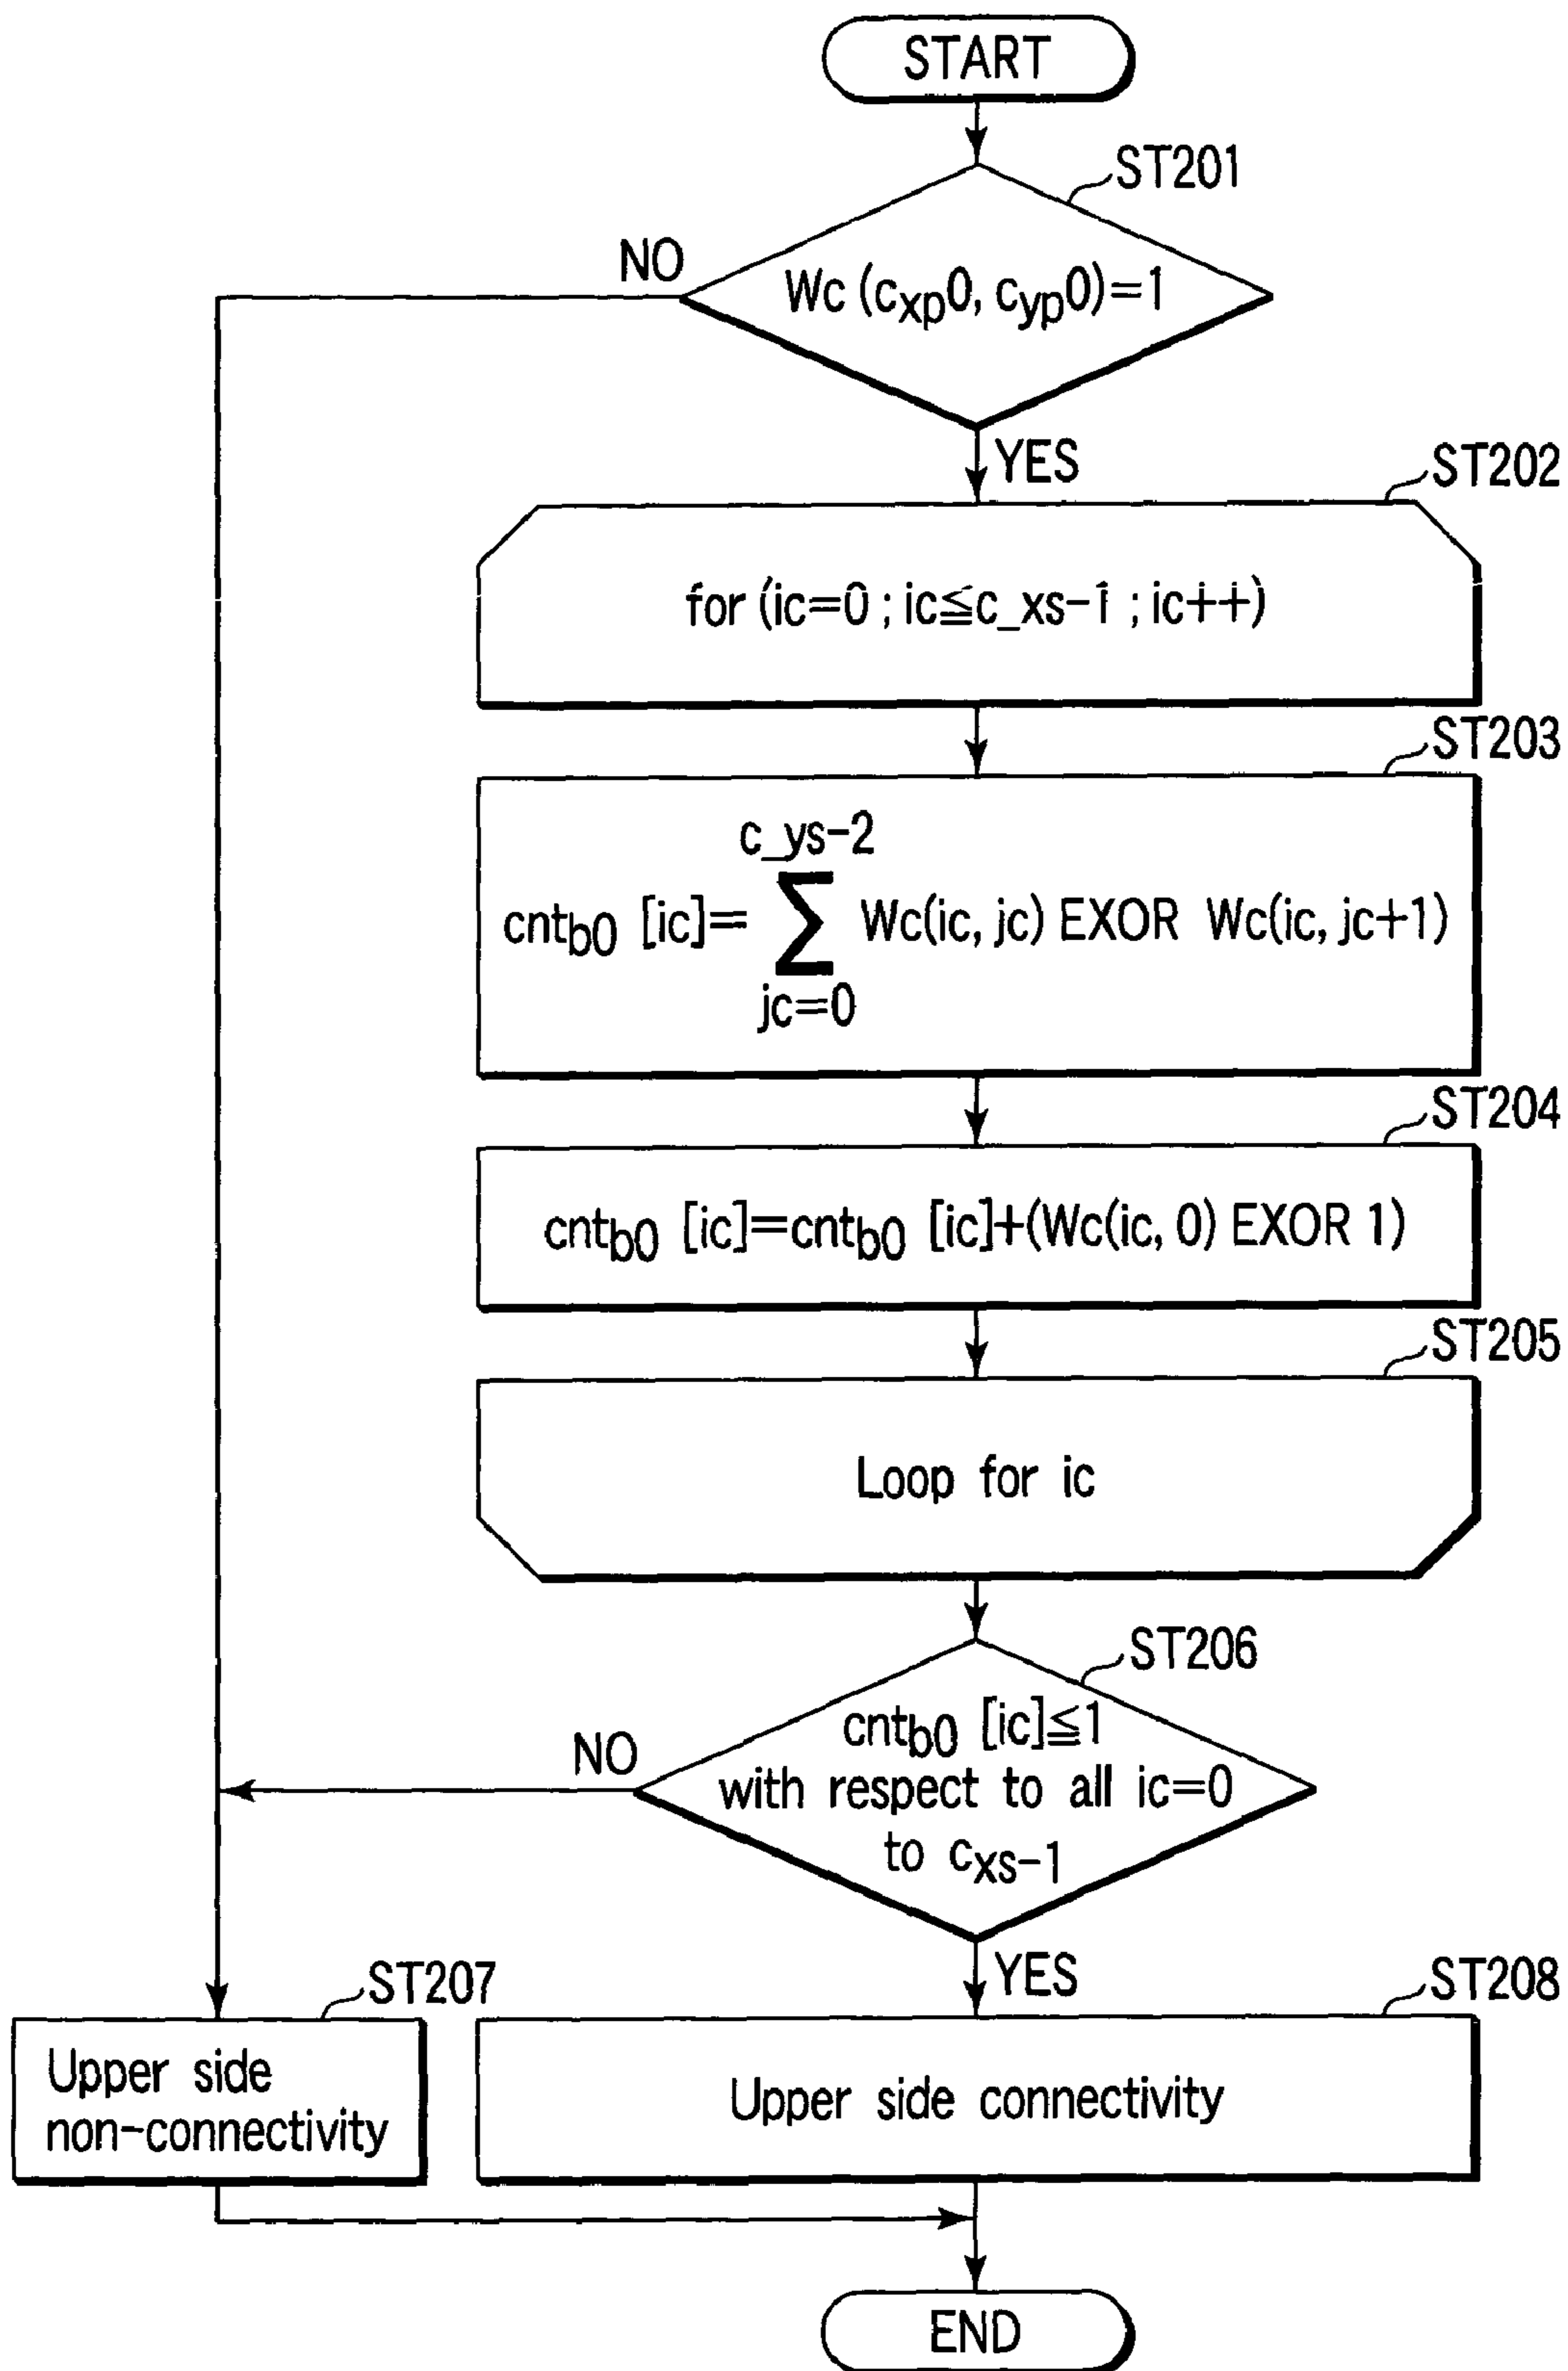 START
ST201
NO
Wc (cxp0, cyp0)=1
YES
ST202
for (ic=0 ; ic≦c_xs-1 ; ic++)
ST203
c_ys-2
cntb0 [ic]= ∑ Wc(ic, jc) EXOR Wc(ic, jc+1)
jc=0
ST204
cntb0 [ic]=cntb0 [ic]+(Wc(ic, 0) EXOR 1)
ST205
Loop for ic
ST206
NO
cntb0 [ic]≦1
with respect to all ic=0
to cxs-1
YES
ST207
ST208
Upper side
non-connectivity
Upper side connectivity
END